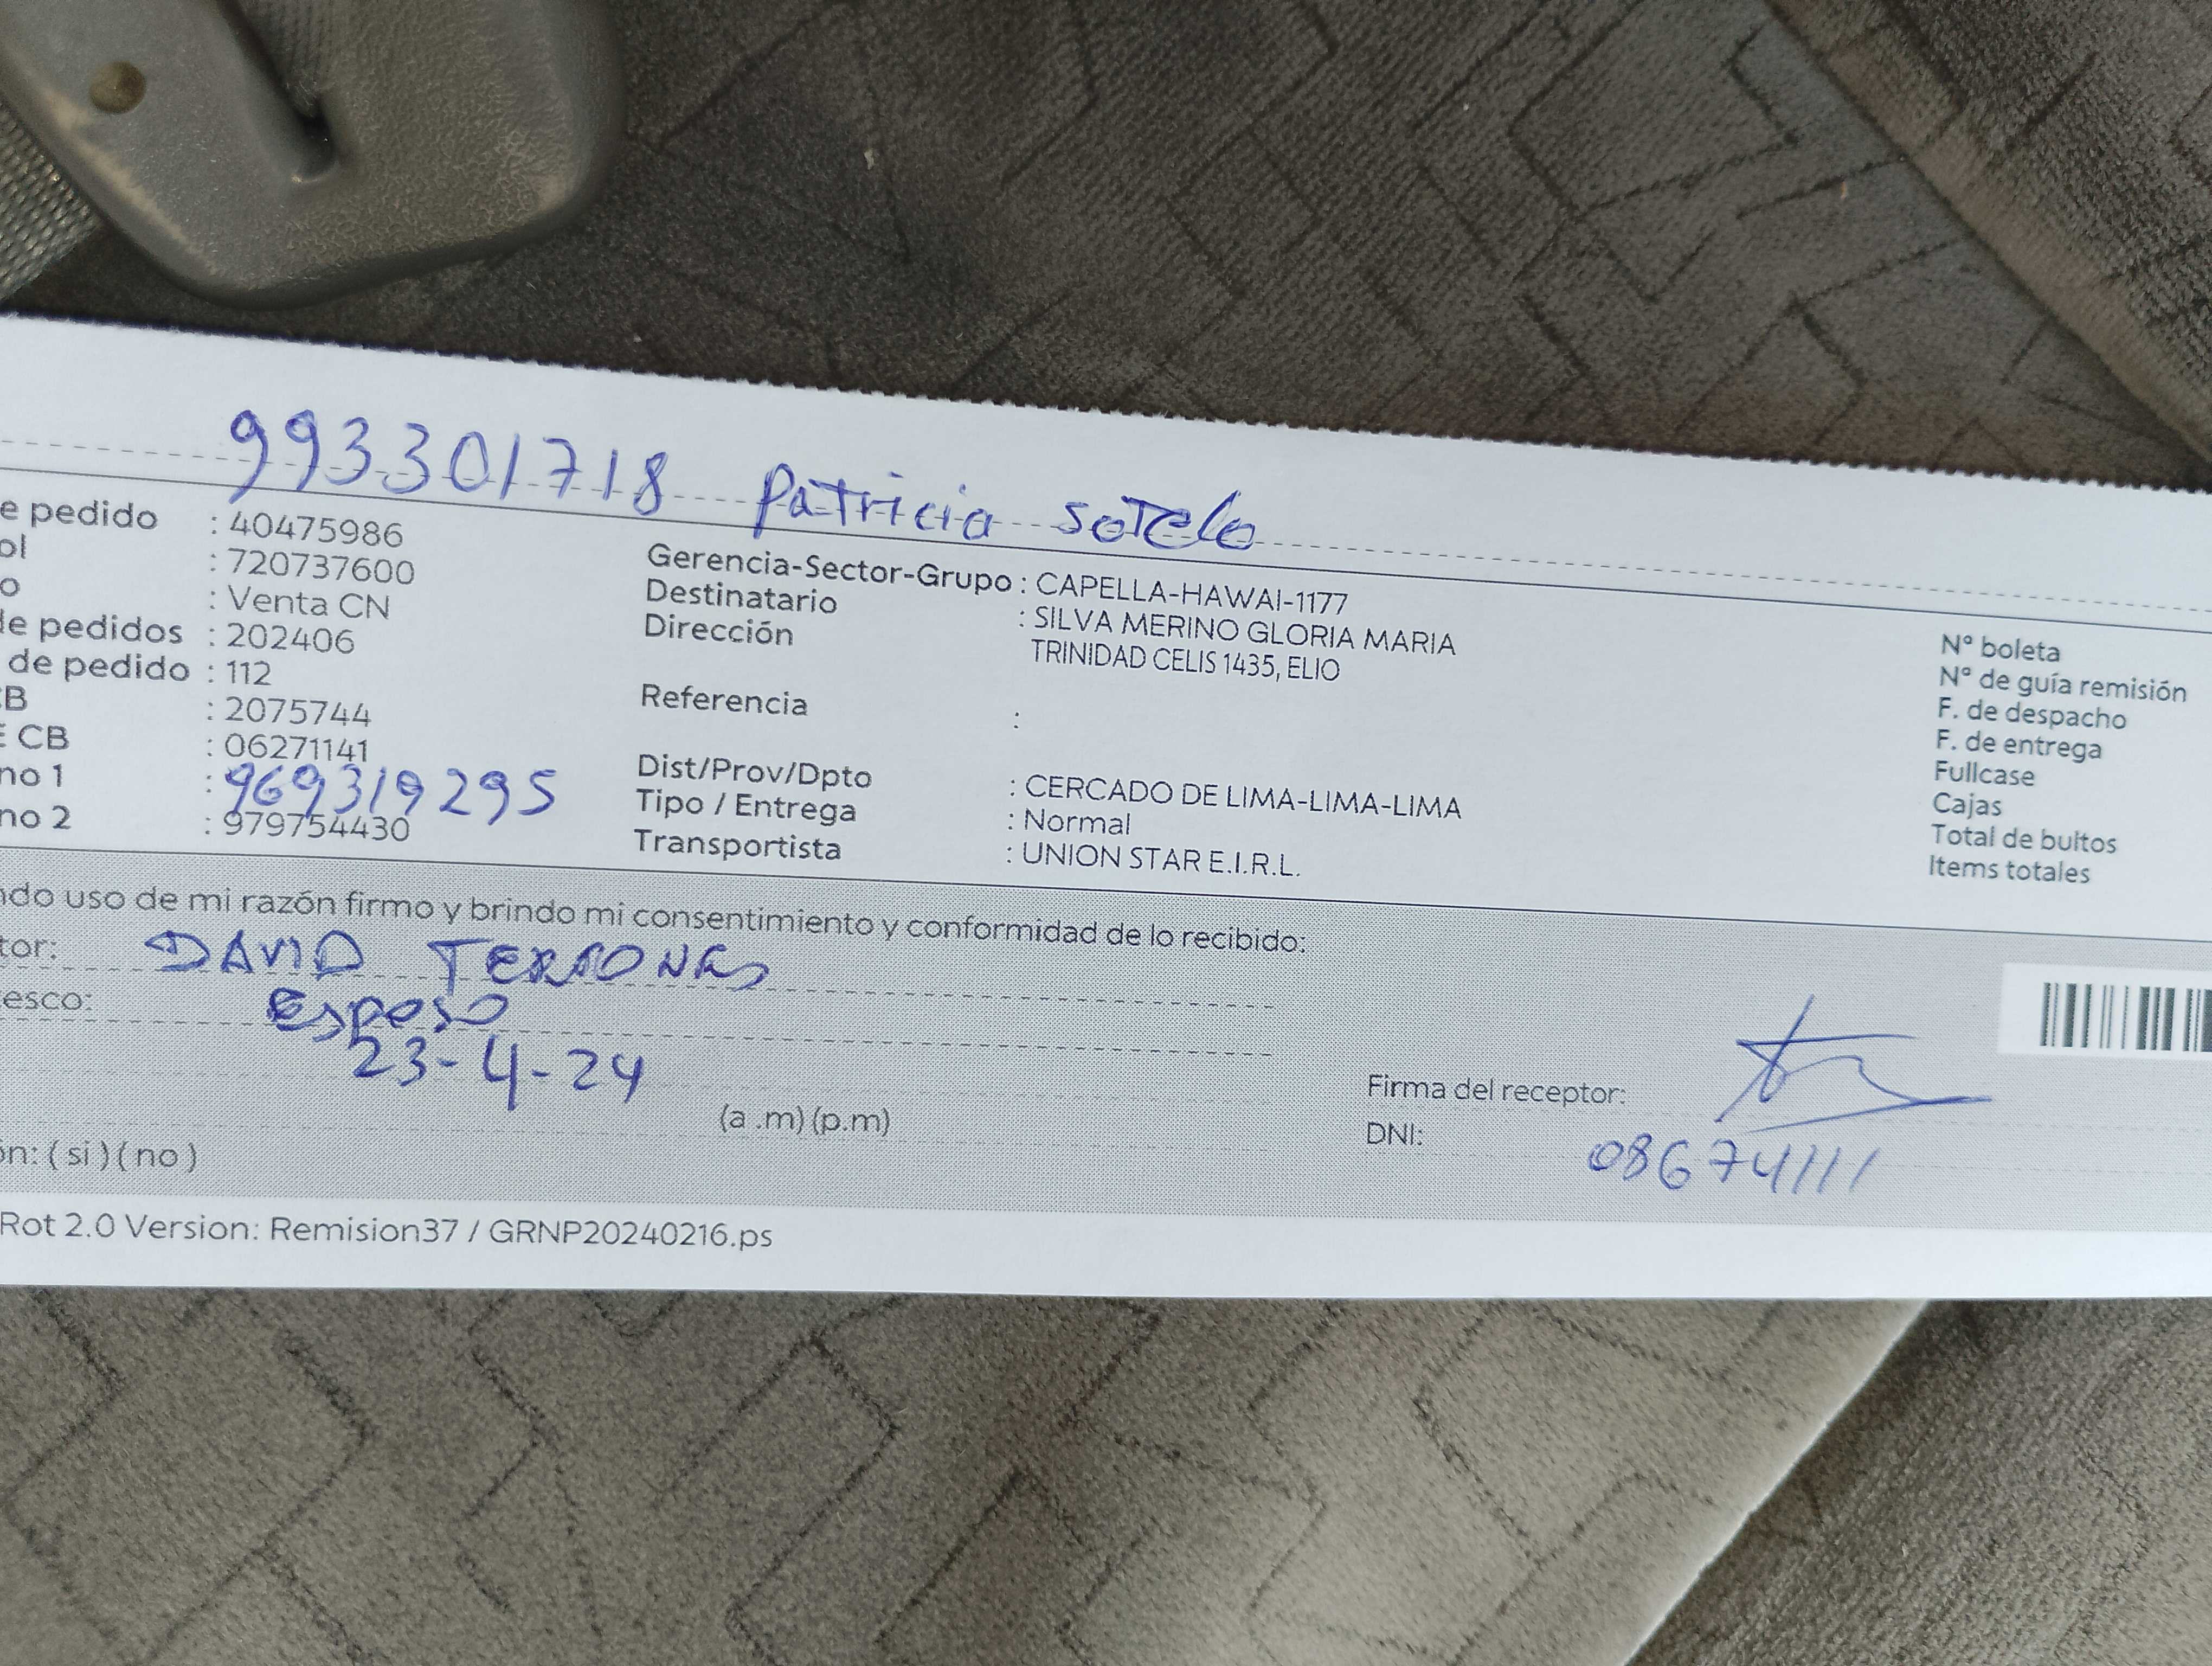 993301718 Patricia Sotelo
e pedido : 40475986
ol : 720737600
o : Venta CN
de pedidos : 202406
de pedido : 112
CB : 2075744
E CB : 06271141
no 1 : 969319295
no 2 : 979754430
Gerencia-Sector-Grupo : CAPELLA-HAWAI-1177
Destinatario : SILVA MERINO GLORIA MARIA
Dirección TRINIDAD CELIS 1435, ELIO
Referencia :
Dist/Prov/Dpto : CERCADO DE LIMA-LIMA-LIMA
Tipo / Entrega : Normal
Transportista : UNION STAR E.I.R.L.
N° boleta
N° de guía remisión
F. de despacho
F. de entrega
Fullcase
Cajas
Total de bultos
Items totales
ndo uso de mi razón firmo y brindo mi consentimiento y conformidad de lo recibido:
tor: DAVID
esco: Esposo
23-4-24
(a .m) (p.m)
ón: ( si ) ( no )
Firma del receptor:
DNI: 08674111
Rot 2.0 Version: Remision37 / GRNP20240216.ps